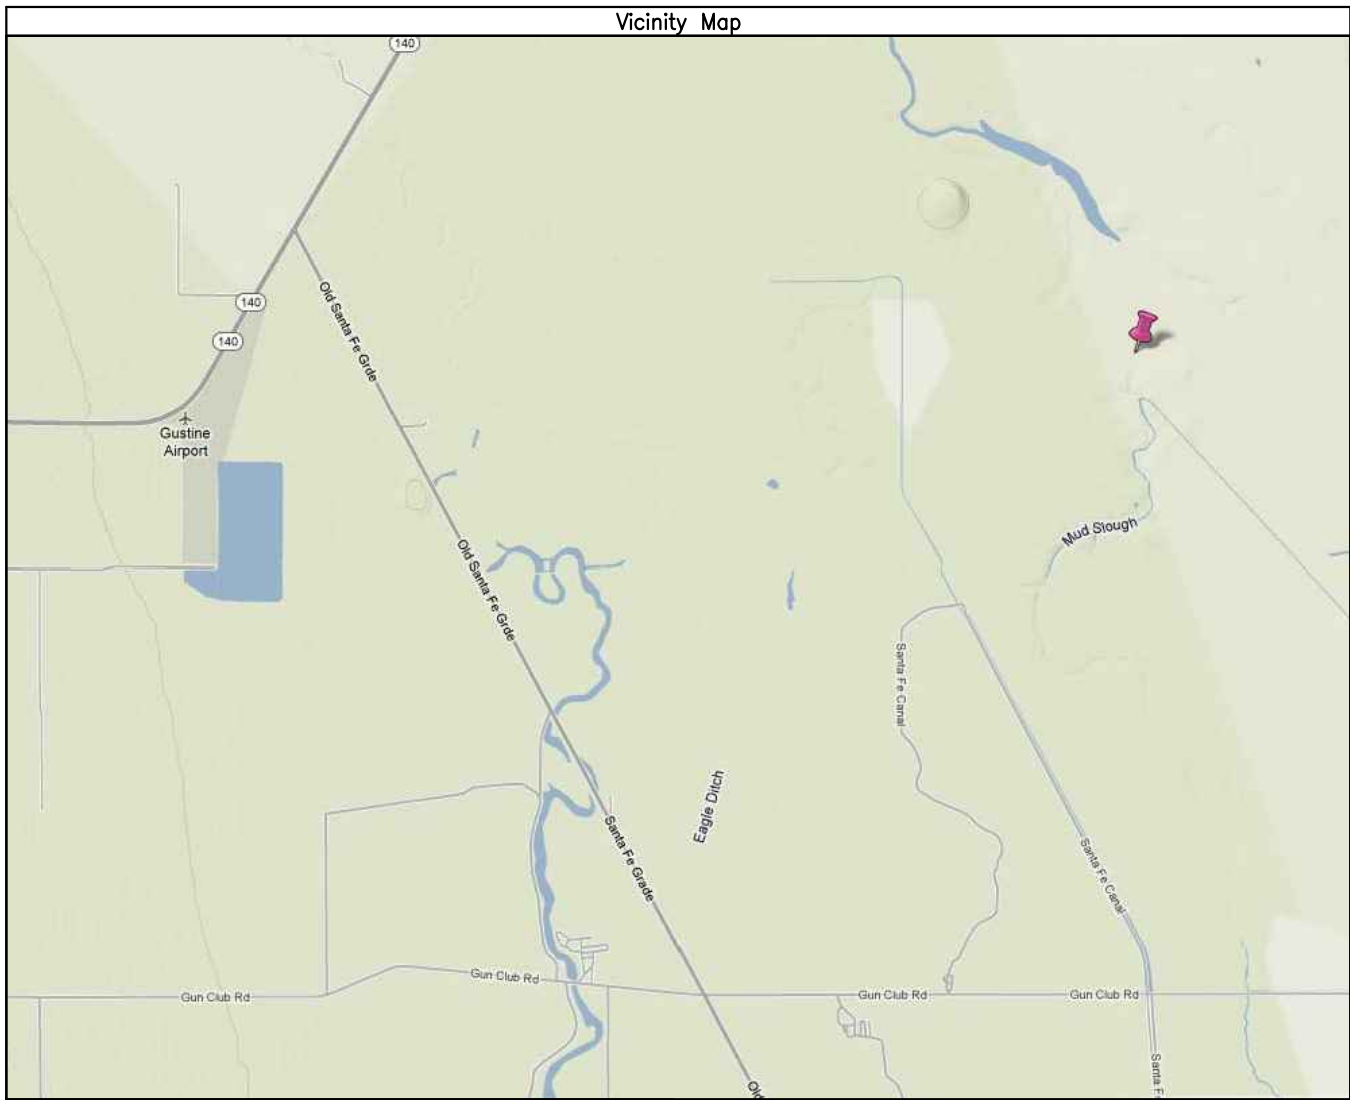 Vicinity Map
140
140
140
Old Santa Fe Grde
Gustine
Airport
Mud Slough
Old Santa Fe Grde
Santa Fe Canal
Eagle Ditch
Santa Fe Grade
Santa Fe Canal
Gun Club Rd
Gun Club Rd
Gun Club Rd
Gun Club Rd
Old
Santa F